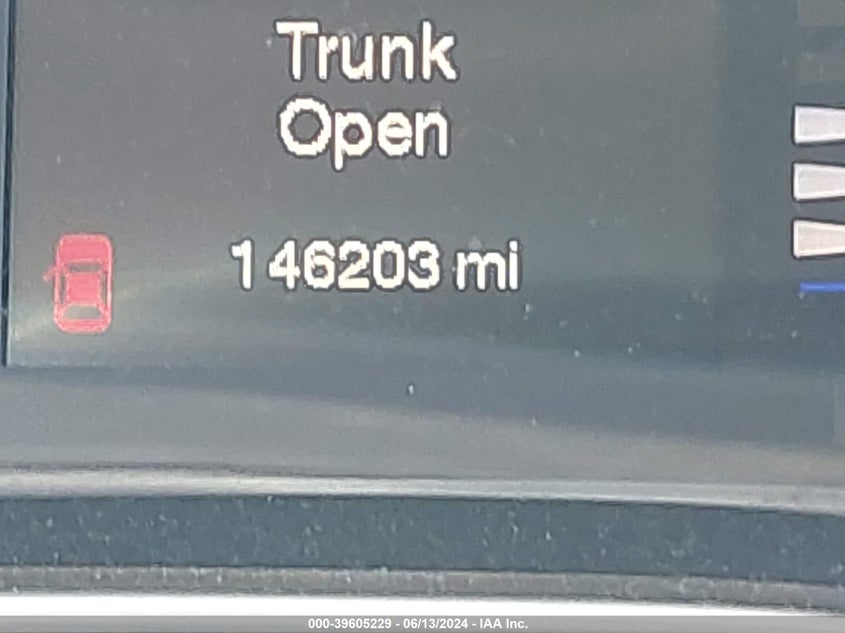 Trunk
Open
146203 mi
000-39605229 - 06/13/2024 - IAA Inc.